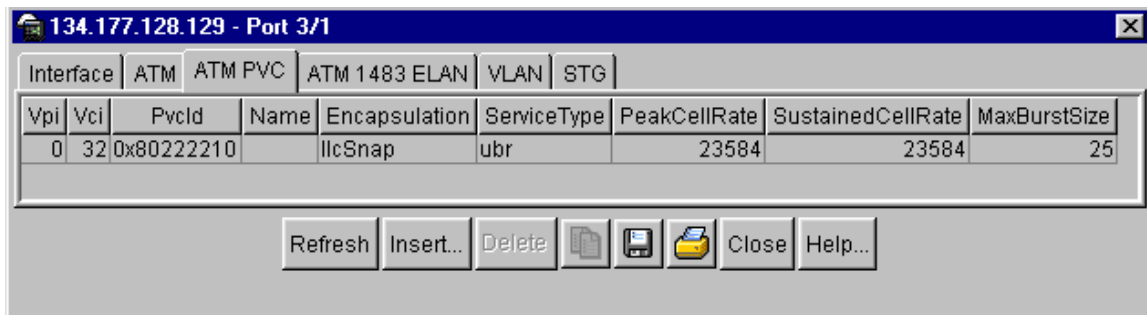 134.177.128.129 - Port 3/1
Interface ATM ATM PVC ATM 1483 ELAN VLAN STG
Vpi Vci PvcId Name Encapsulation ServiceType PeakCellRate SustainedCellRate MaxBurstSize
0 32 0x80222210 llcSnap ubr 23584 23584 25
Refresh Insert... Delete Close Help...